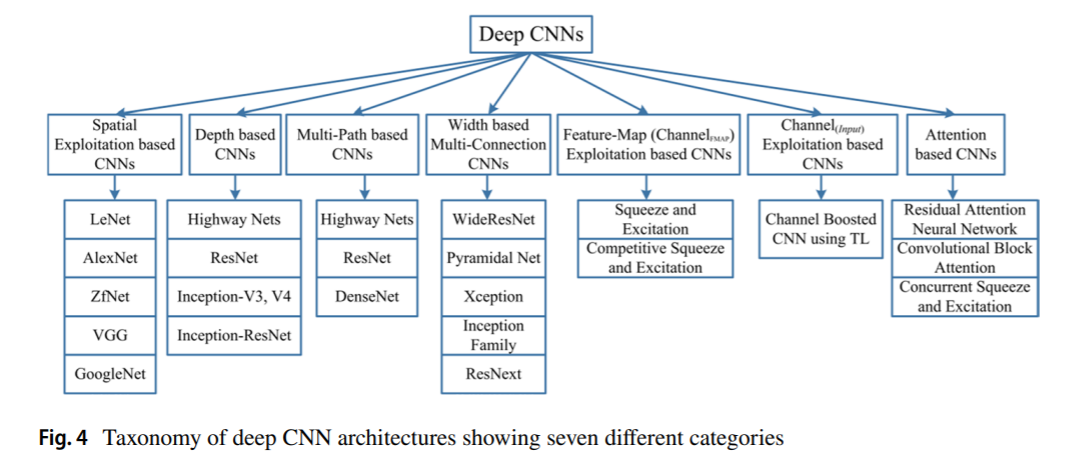 Deep CNNs
Spatial
Exploitation based
CNNs
Depth based
CNNs
Multi-Path based
CNNs
Width based
Multi-Connection
CNNs
Feature-Map (ChannelFMAP)
Exploitation based CNNs
Channel(Input)
Exploitation based
CNNs
Attention
based CNNs
LeNet
AlexNet
ZfNet
VGG
GoogleNet
Highway Nets
ResNet
Inception-V3, V4
Inception-ResNet
Highway Nets
ResNet
DenseNet
WideResNet
Pyramidal Net
Xception
Inception
Family
ResNext
Squeeze and
Excitation
Competitive Squeeze
and Excitation
Channel Boosted
CNN using TL
Residual Attention
Neural Network
Convolutional Block
Attention
Concurrent Squeeze
and Excitation
Fig. 4 Taxonomy of deep CNN architectures showing seven different categories